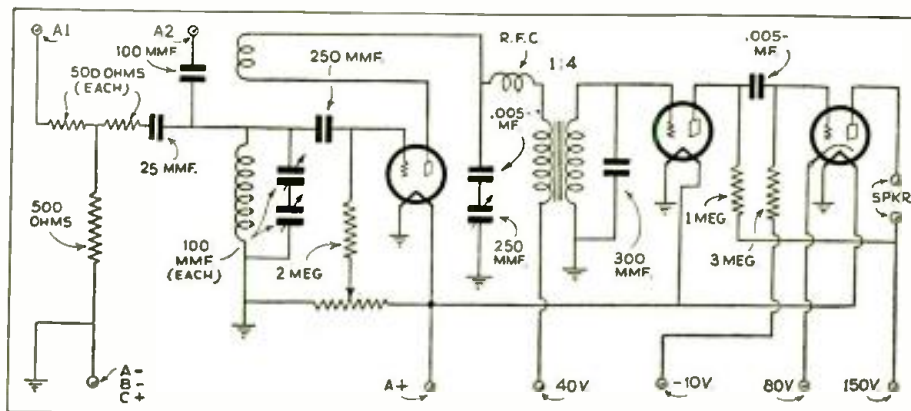 A1
A2
100 MMF.
500 OHMS
(EACH)
25 MMF.
250 MMF.
R.F.C
1:4
.005-
MF.
.005-
MF
500
OHMS
100
MMF
(EACH)
2 MEG
250
MMF.
300
MMF.
1 MEG
3 MEG
SPKR
A-
B-
C+
A+
40V
-10V
80V
150V